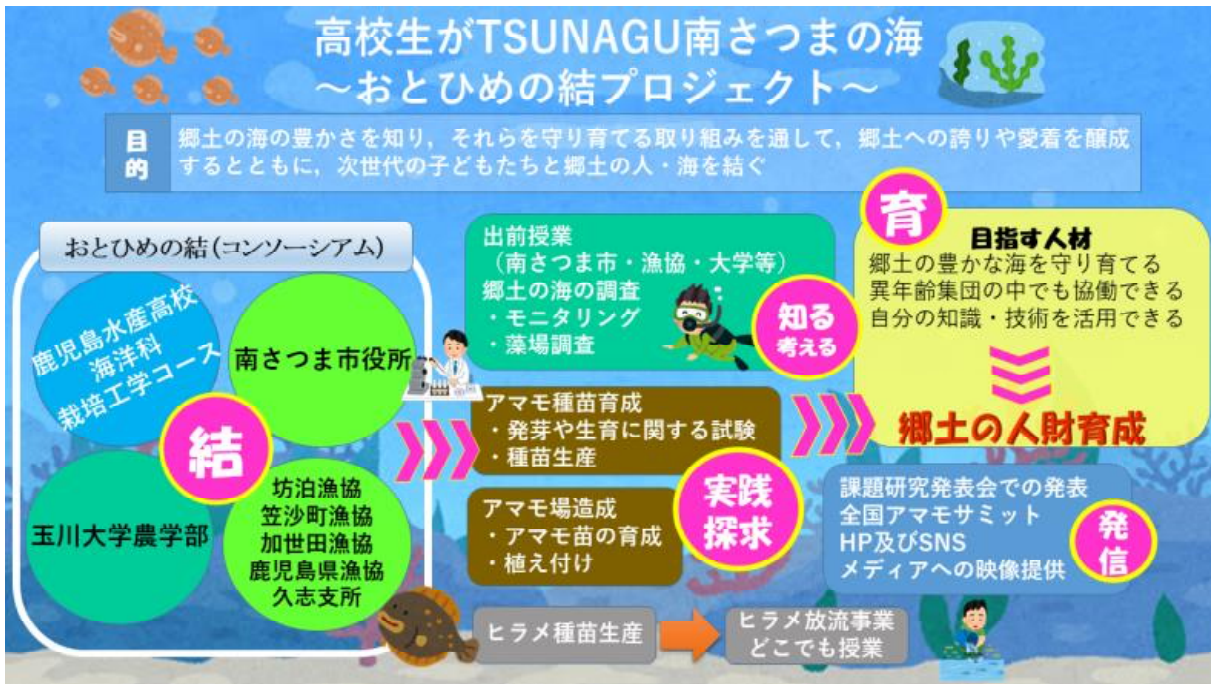 高校生がTSUNAGU南さつまの海
～おとひめの結プロジェクト～
目的
郷土の海の豊かさを知り，それらを守り育てる取り組みを通して，郷土への誇りや愛着を醸成
するとともに，次世代の子どもたちと郷土の人・海を結ぶ
おとひめの結(コンソーシアム)
鹿児島水産高校
海洋科
栽培工学コース
南さつま市役所
結
玉川大学農学部
坊泊漁協
笠沙町漁協
加世田漁協
鹿児島県漁協
久志支所
出前授業
（南さつま市・漁協・大学等）
郷土の海の調査
・モニタリング
・藻場調査
知る
考える
アマモ種苗育成
・発芽や生育に関する試験
・種苗生産
アマモ場造成
・アマモ苗の育成
・植え付け
実践
探求
ヒラメ種苗生産
ヒラメ放流事業
どこでも授業
育
目指す人材
郷土の豊かな海を守り育てる
異年齢集団の中でも協働できる
自分の知識・技術を活用できる
郷土の人財育成
課題研究発表会での発表
全国アマモサミット
HP及びSNS
メディアへの映像提供
発信